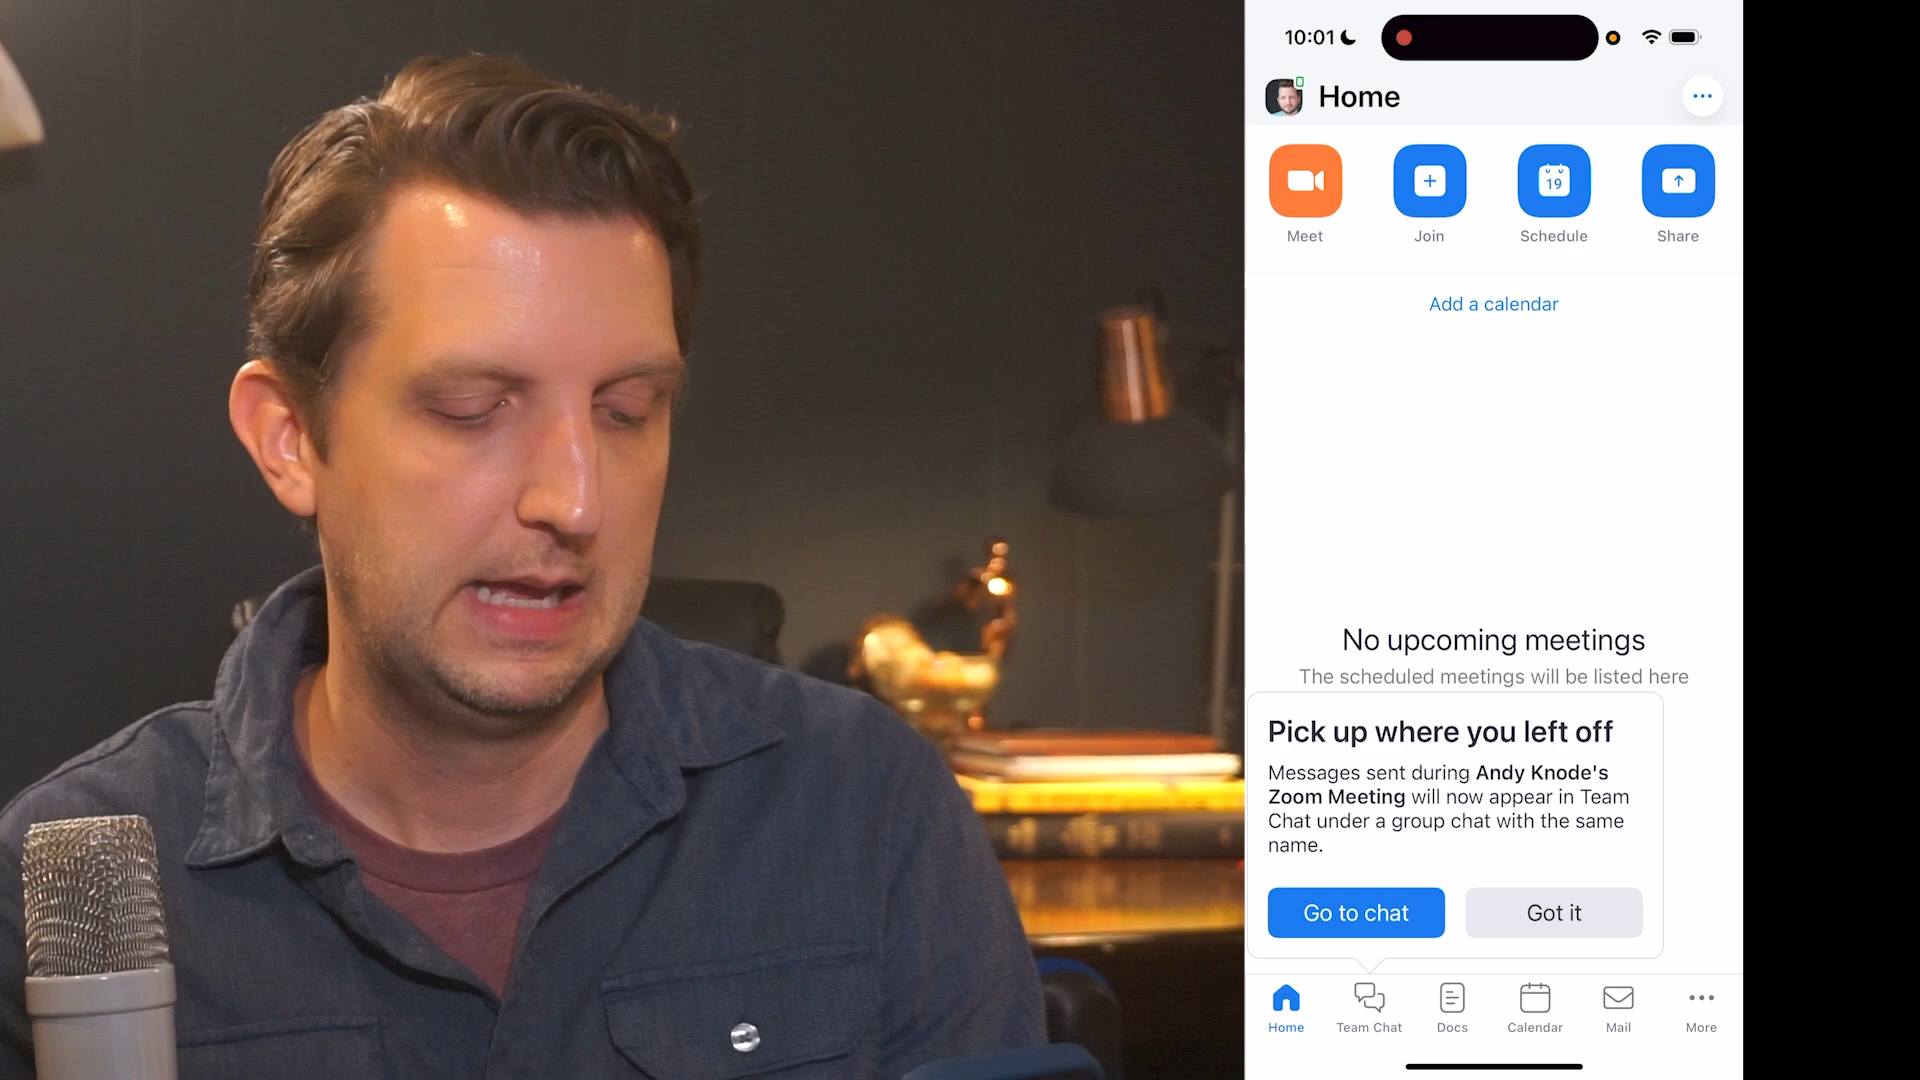 10:01
Home
Meet
Join
19
Schedule
Share
Add a calendar
No upcoming meetings
The scheduled meetings will be listed here
Pick up where you left off
Messages sent during Andy Knode's
Zoom Meeting will now appear in Team
Chat under a group chat with the same
name.
Go to chat
Got it
Home
Team Chat
Docs
Calendar
Mail
More